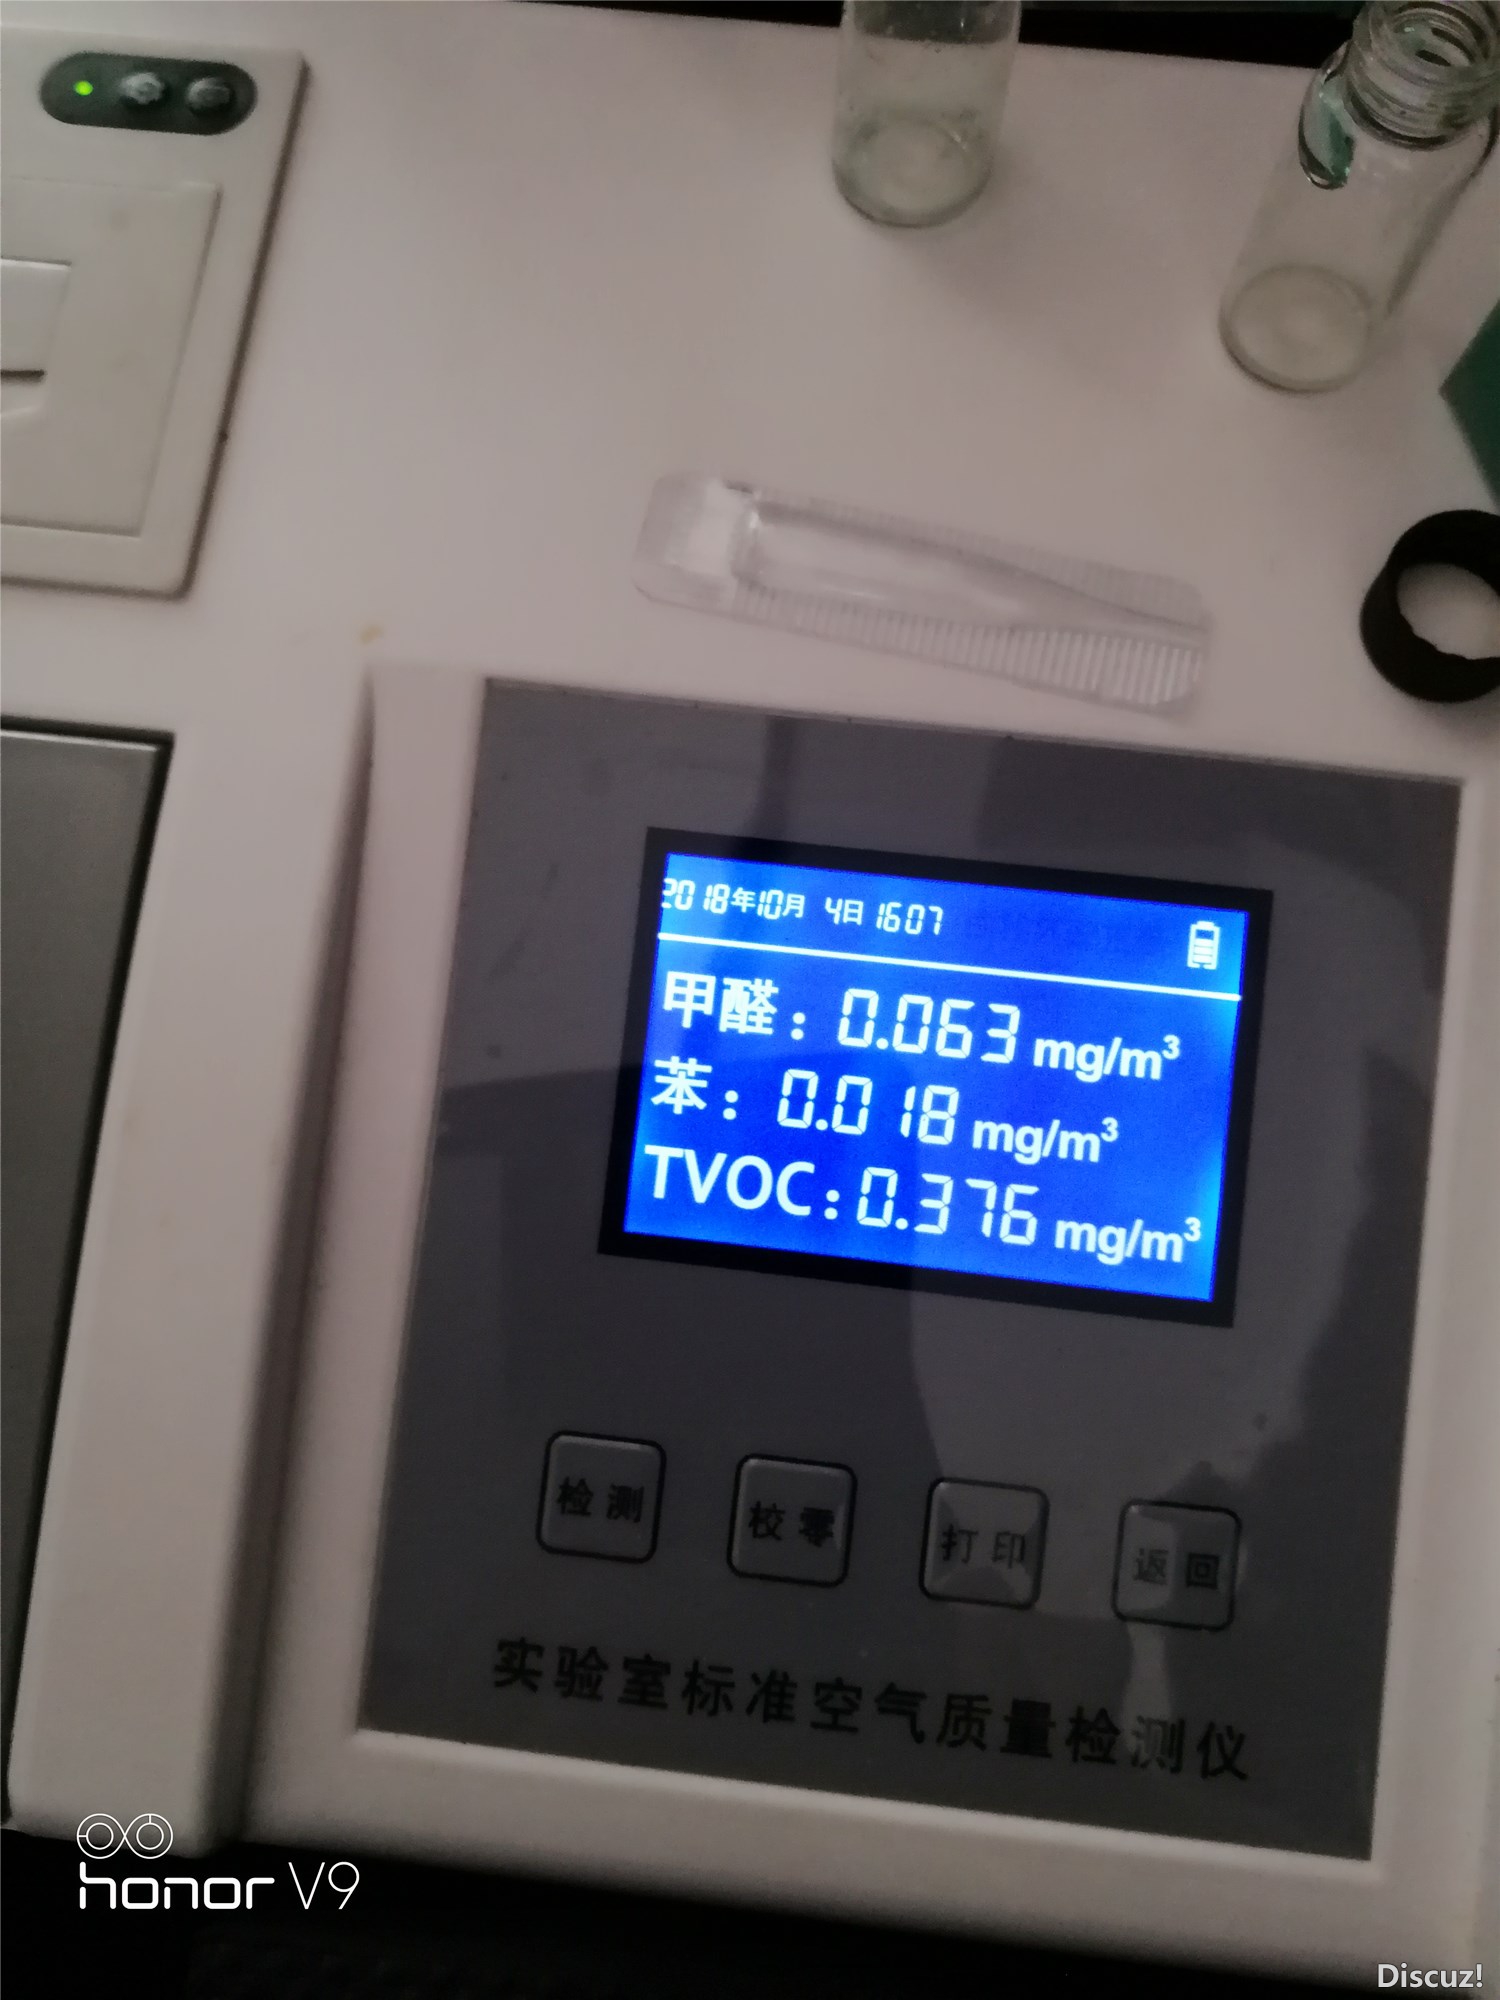 2018年10月 4日 1607
甲醛：0.063 mg/m³
苯：0.018 mg/m³
TVOC：0.376 mg/m³
检测 校零 打印 返回
实验室标准空气质量检测仪
honor V9
Discuz!